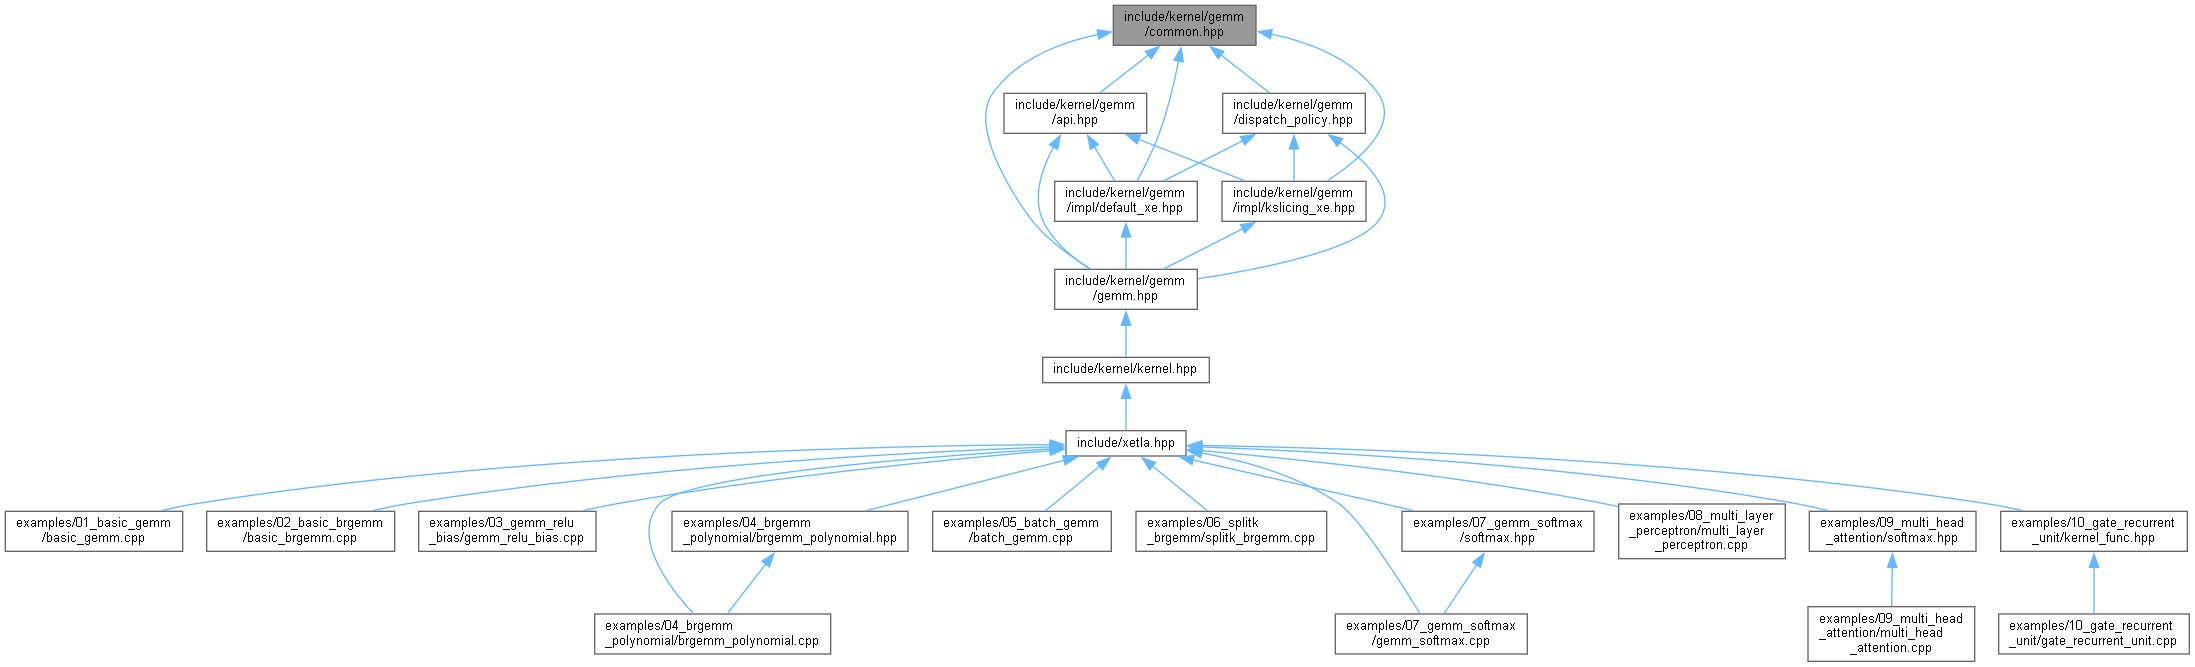 include/kernel/gemm
/common.hpp
include/kernel/gemm
/api.hpp
include/kernel/gemm
/dispatch_policy.hpp
include/kernel/gemm
/impl/default_xe.hpp
include/kernel/gemm
/impl/kslicing_xe.hpp
include/kernel/gemm
/gemm.hpp
include/kernel/kernel.hpp
include/xetla.hpp
examples/01_basic_gemm
/basic_gemm.cpp
examples/02_basic_brgemm
/basic_brgemm.cpp
examples/03_gemm_relu
_bias/gemm_relu_bias.cpp
examples/04_brgemm
_polynomial/brgemm_polynomial.hpp
examples/05_batch_gemm
/batch_gemm.cpp
examples/06_splitk
_brgemm/splitk_brgemm.cpp
examples/07_gemm_softmax
/softmax.hpp
examples/08_multi_layer
_perceptron/multi_layer
_perceptron.cpp
examples/09_multi_head
_attention/softmax.hpp
examples/10_gate_recurrent
_unit/kernel_func.hpp
examples/04_brgemm
_polynomial/brgemm_polynomial.cpp
examples/07_gemm_softmax
/gemm_softmax.cpp
examples/09_multi_head
_attention/multi_head
_attention.cpp
examples/10_gate_recurrent
_unit/gate_recurrent_unit.cpp